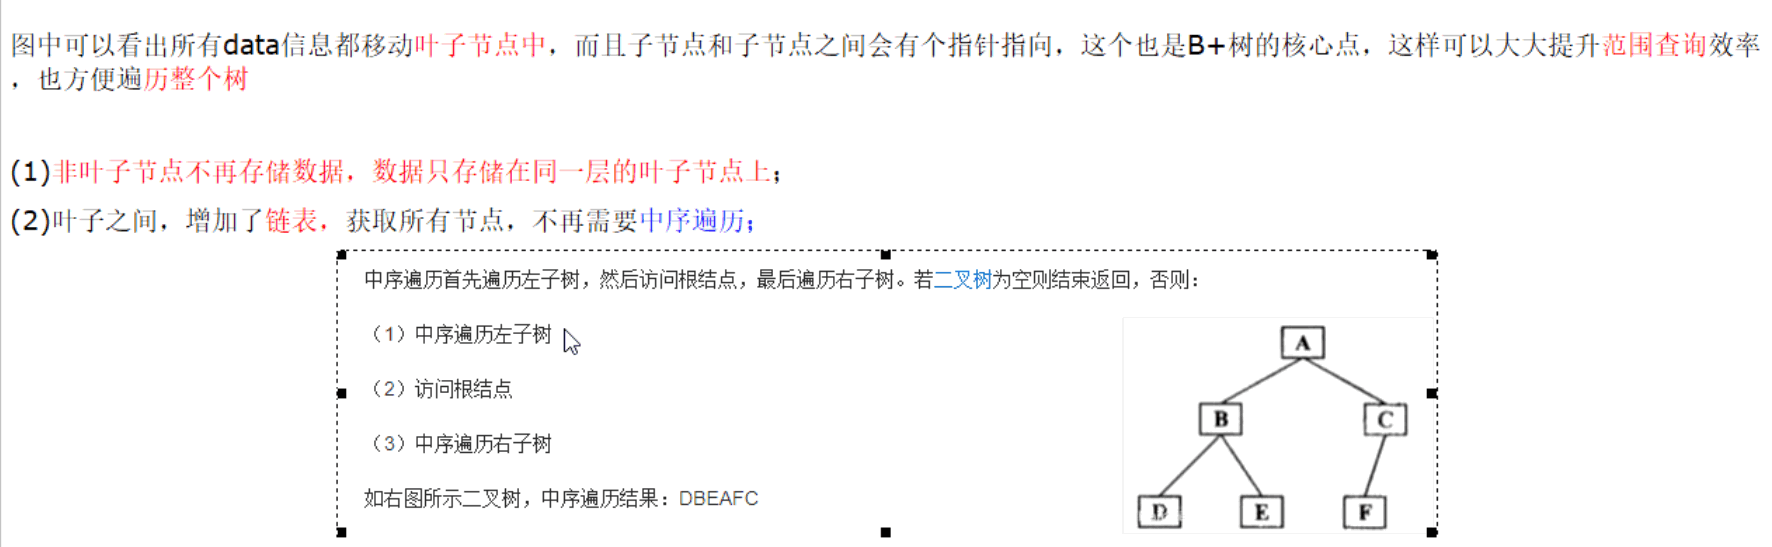 图中可以看出所有data信息都移动叶子节点中，而且子节点和子节点之间会有个指针指向，这个也是B+树的核心点，这样可以大大提升范围查询效率
，也方便遍历整个树
(1)非叶子节点不再存储数据，数据只存储在同一层的叶子节点上；
(2)叶子之间，增加了链表，获取所有节点，不再需要中序遍历；
中序遍历首先遍历左子树，然后访问根结点，最后遍历右子树。若二叉树为空则结束返回，否则：
（1）中序遍历左子树
（2）访问根结点
（3）中序遍历右子树
如右图所示二叉树，中序遍历结果：DBEAFC
A
B
C
D
E
F